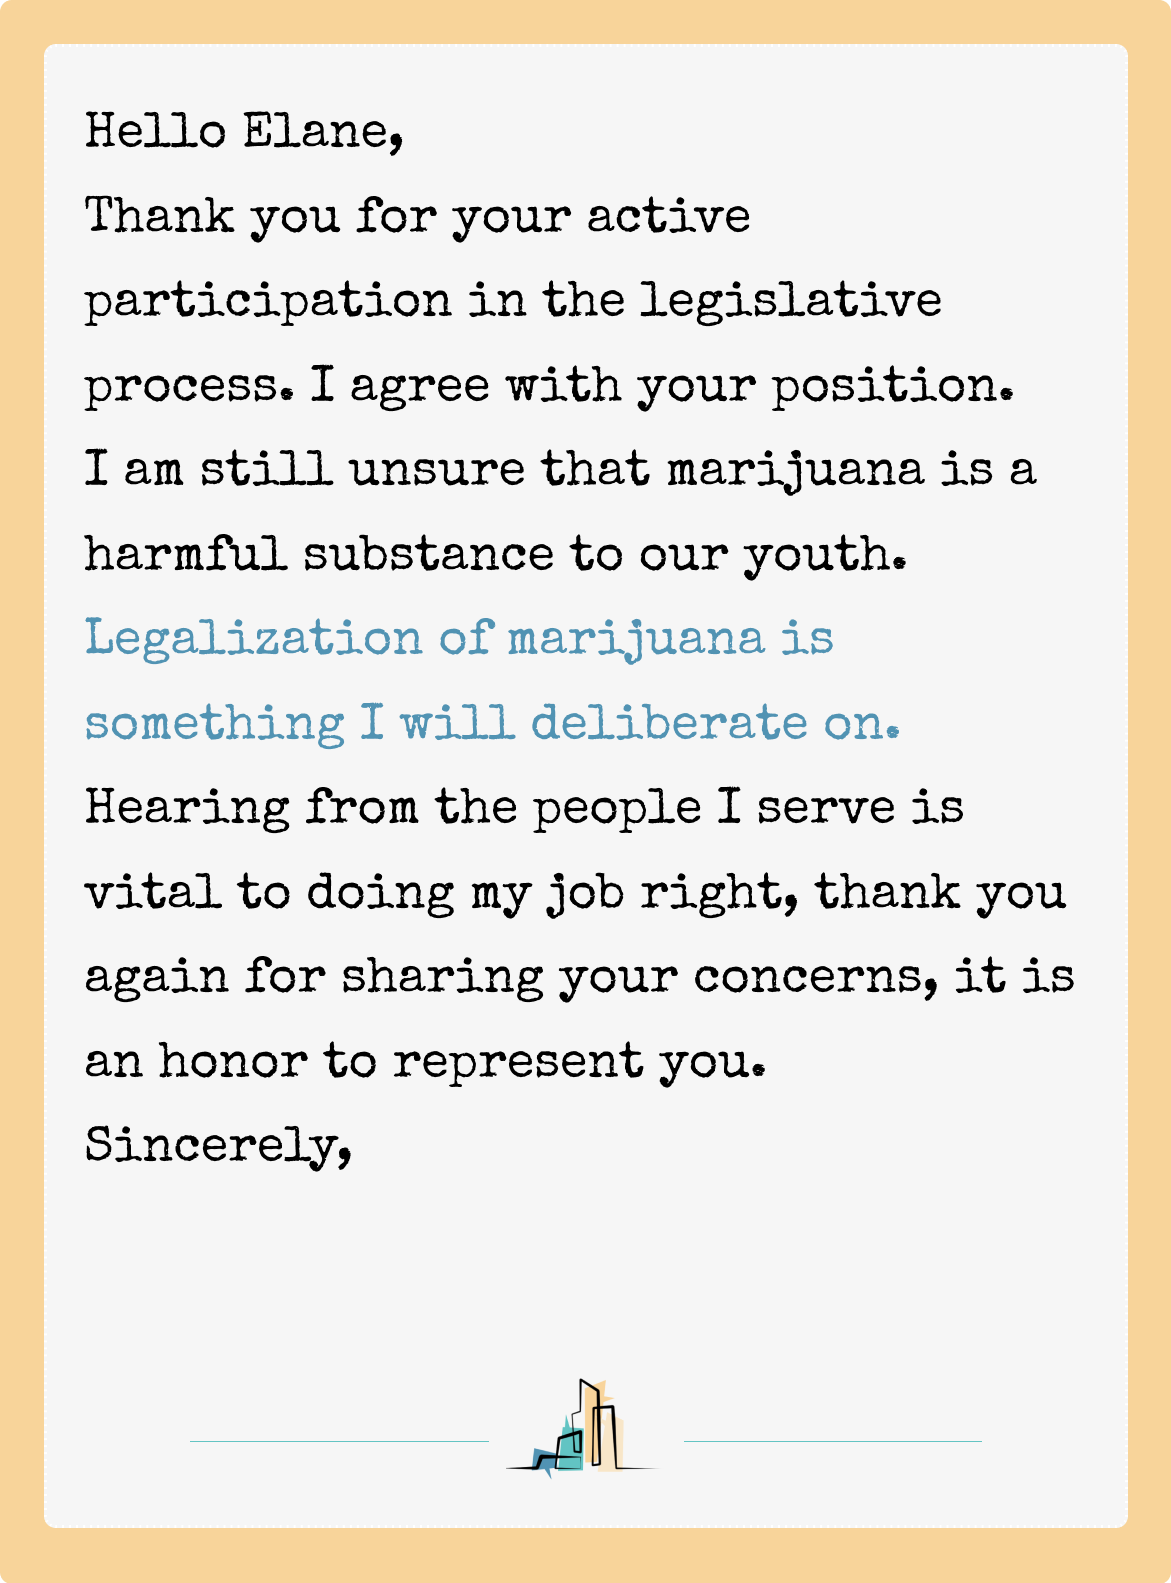 Hello Elane,
Thank you for your active
participation in the legislative
process. I agree with your position.
I am still unsure that marijuana is a
harmful substance to our youth.
Legalization of marijuana is
something I will deliberate on.
Hearing from the people I serve is
vital to doing my job right, thank you
again for sharing your concerns, it is
an honor to represent you.
Sincerely,